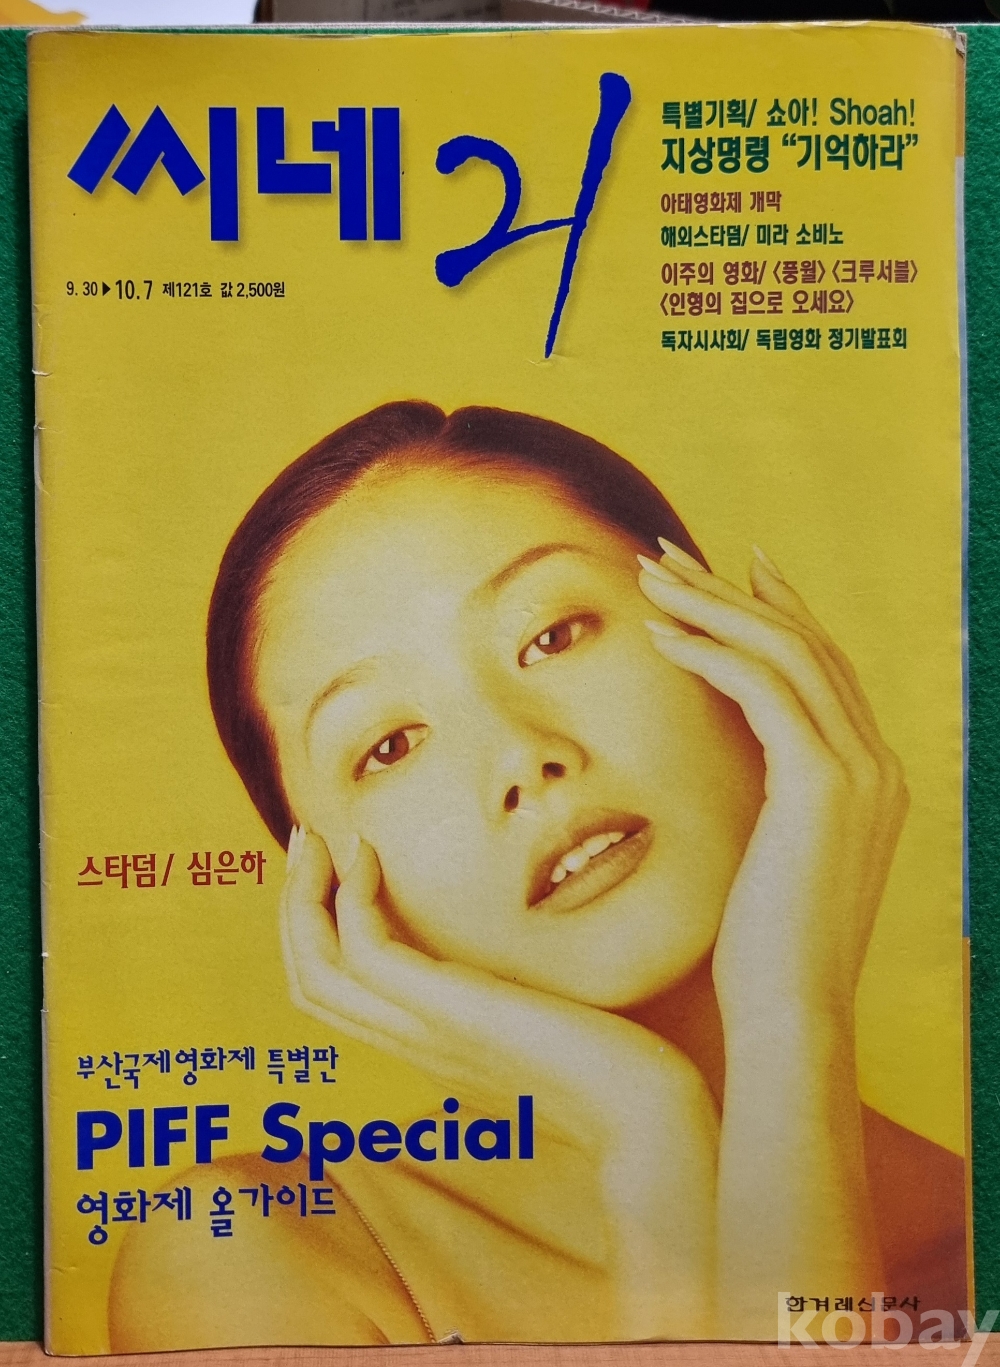 씨네21
9. 30▶10.7 제121호 값 2,500원
특별기획/ 쇼아! Shoah!
지상명령 “기억하라”
아태영화제 개막
해외스타덤/ 미라 소비노
이주의 영화/ 〈풍월〉 〈크루서블〉
〈인형의 집으로 오세요〉
독자시사회/ 독립영화 정기발표회
스타덤/ 심은하
부산국제영화제 특별판
PIFF Special
영화제 올가이드
한겨레신문사
kobay